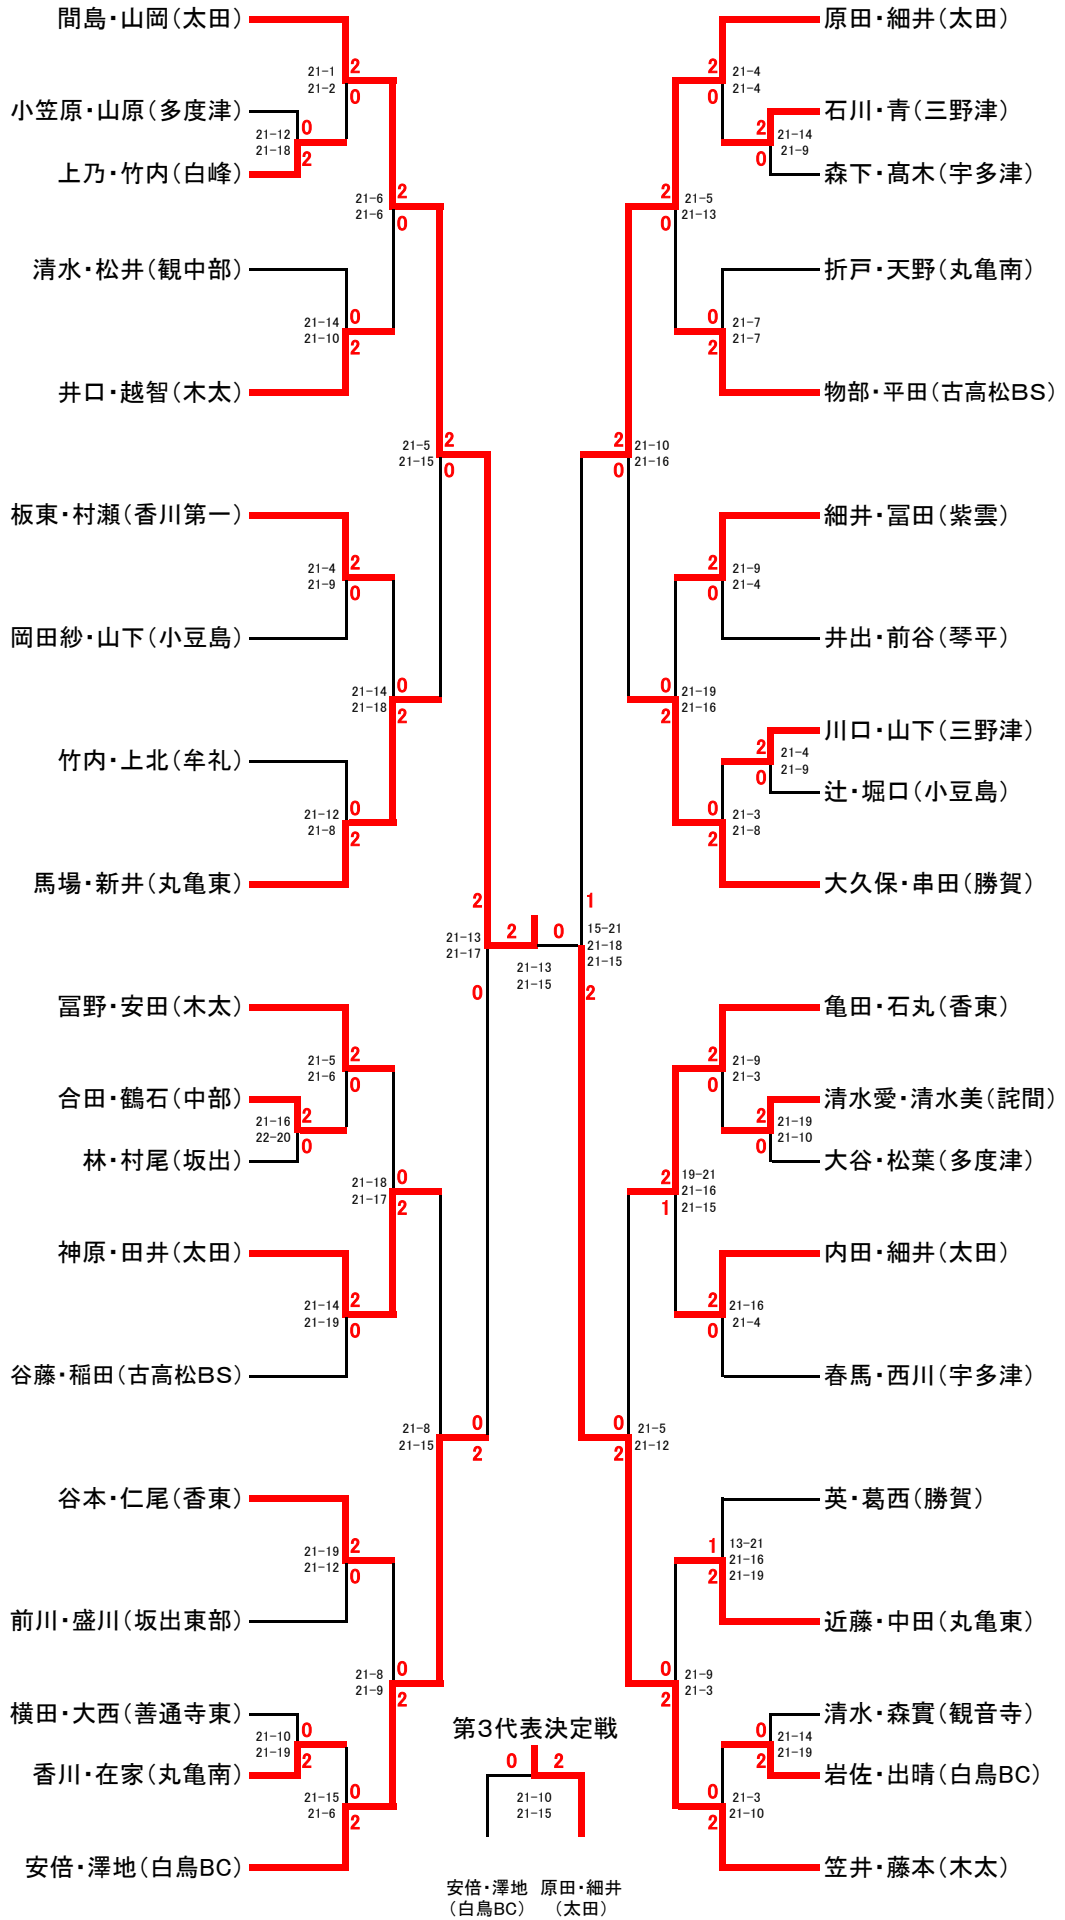 間島・山岡(太田)
21-1 2
21-2 0
小笠原・山原(多度津)
21-12 0
21-18 2
上乃・竹内(白峰)
21-6 2
21-6 0
清水・松井(観中部)
21-14 0
21-10 2
井口・越智(木太)
21-5 2
21-15 0
板東・村瀬(香川第一)
21-4 2
21-9 0
岡田紗・山下(小豆島)
21-14 0
21-18 2
竹内・上北(牟礼)
21-12 0
21-8 2
馬場・新井(丸亀東)
2
21-13
21-17
0
冨野・安田(木太)
21-5 2
21-6 0
合田・鶴石(中部)
21-16 2
22-20 0
林・村尾(坂出)
21-18 0
21-17 2
神原・田井(太田)
21-14 2
21-19 0
谷藤・稲田(古高松BS)
21-8 0
21-15 2
谷本・仁尾(香東)
21-19 2
21-12 0
前川・盛川(坂出東部)
21-8 0
21-9 2
横田・大西(善通寺東)
21-10 0
21-19 2
香川・在家(丸亀南)
21-15 0
21-6 2
安倍・澤地(白鳥BC)
2 0
21-13
21-15
原田・細井(太田)
2 21-4
0 21-4
石川・青(三野津)
2 21-14
0 21-9
森下・髙木(宇多津)
2 21-5
0 21-13
折戸・天野(丸亀南)
0 21-7
2 21-7
物部・平田(古高松BS)
2 21-10
0 21-16
細井・冨田(紫雲)
2 21-9
0 21-4
井出・前谷(琴平)
0 21-19
2 21-16
川口・山下(三野津)
2 21-4
0 21-9
辻・堀口(小豆島)
0 21-3
2 21-8
大久保・串田(勝賀)
1
15-21
21-18
21-15
2
亀田・石丸(香東)
2 21-9
0 21-3
清水愛・清水美(詫間)
2 21-19
0 21-10
大谷・松葉(多度津)
2 19-21
21-16
1 21-15
内田・細井(太田)
2 21-16
0 21-4
春馬・西川(宇多津)
0 21-5
2 21-12
英・葛西(勝賀)
1 13-21
21-16
2 21-19
近藤・中田(丸亀東)
0 21-9
2 21-3
清水・森實(観音寺)
0 21-14
2 21-19
岩佐・出晴(白鳥BC)
0 21-3
2 21-10
笠井・藤本(木太)
第3代表決定戦
0 2
21-10
21-15
安倍・澤地 原田・細井
(白鳥BC) (太田)